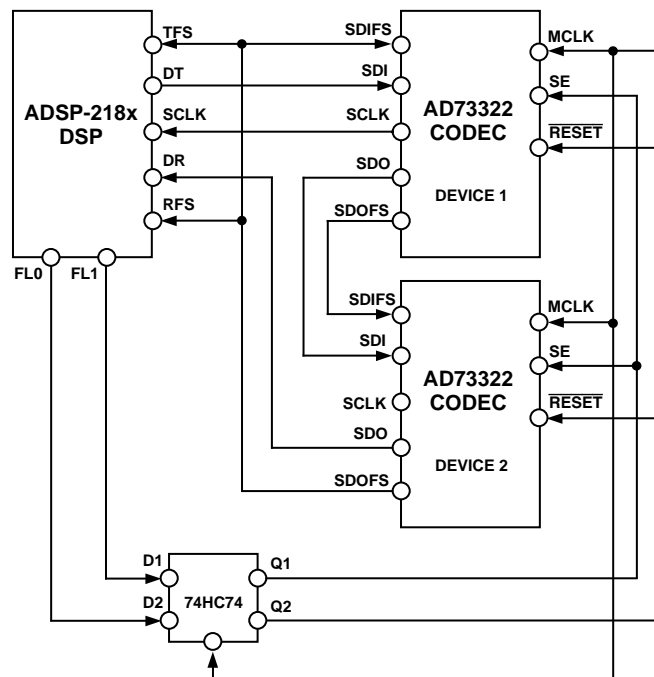 TFS
DT
SCLK
DR
RFS
ADSP-218x
DSP
FL0
FL1
SDIFS
SDI
SCLK
SDO
SDOFS
AD73322
CODEC
DEVICE 1
MCLK
SE
RESET
SDIFS
SDI
SCLK
SDO
SDOFS
AD73322
CODEC
DEVICE 2
MCLK
SE
RESET
D1
D2
74HC74
Q1
Q2